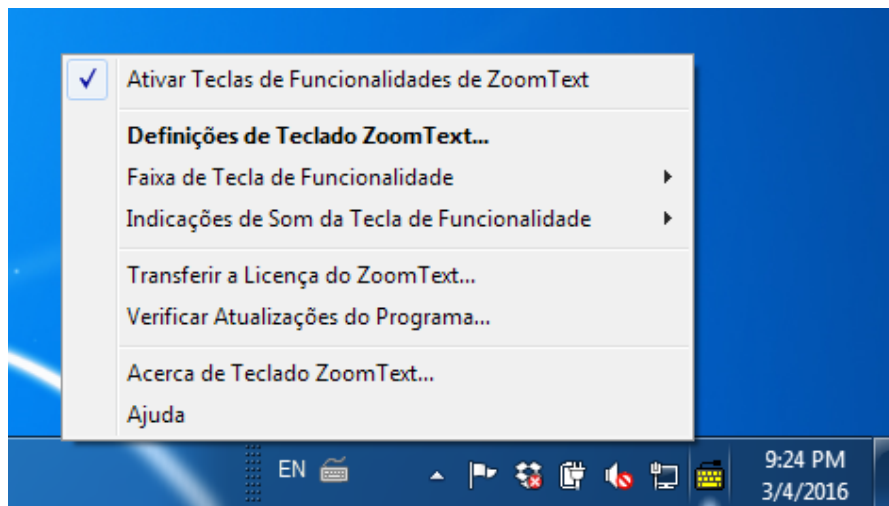 Ativar Teclas de Funcionalidades de ZoomText
Definições de Teclado ZoomText...
Faixa de Tecla de Funcionalidade
Indicações de Som da Tecla de Funcionalidade
Transferir a Licença do ZoomText...
Verificar Atualizações do Programa...
Acerca de Teclado ZoomText...
Ajuda
EN
9:24 PM
3/4/2016